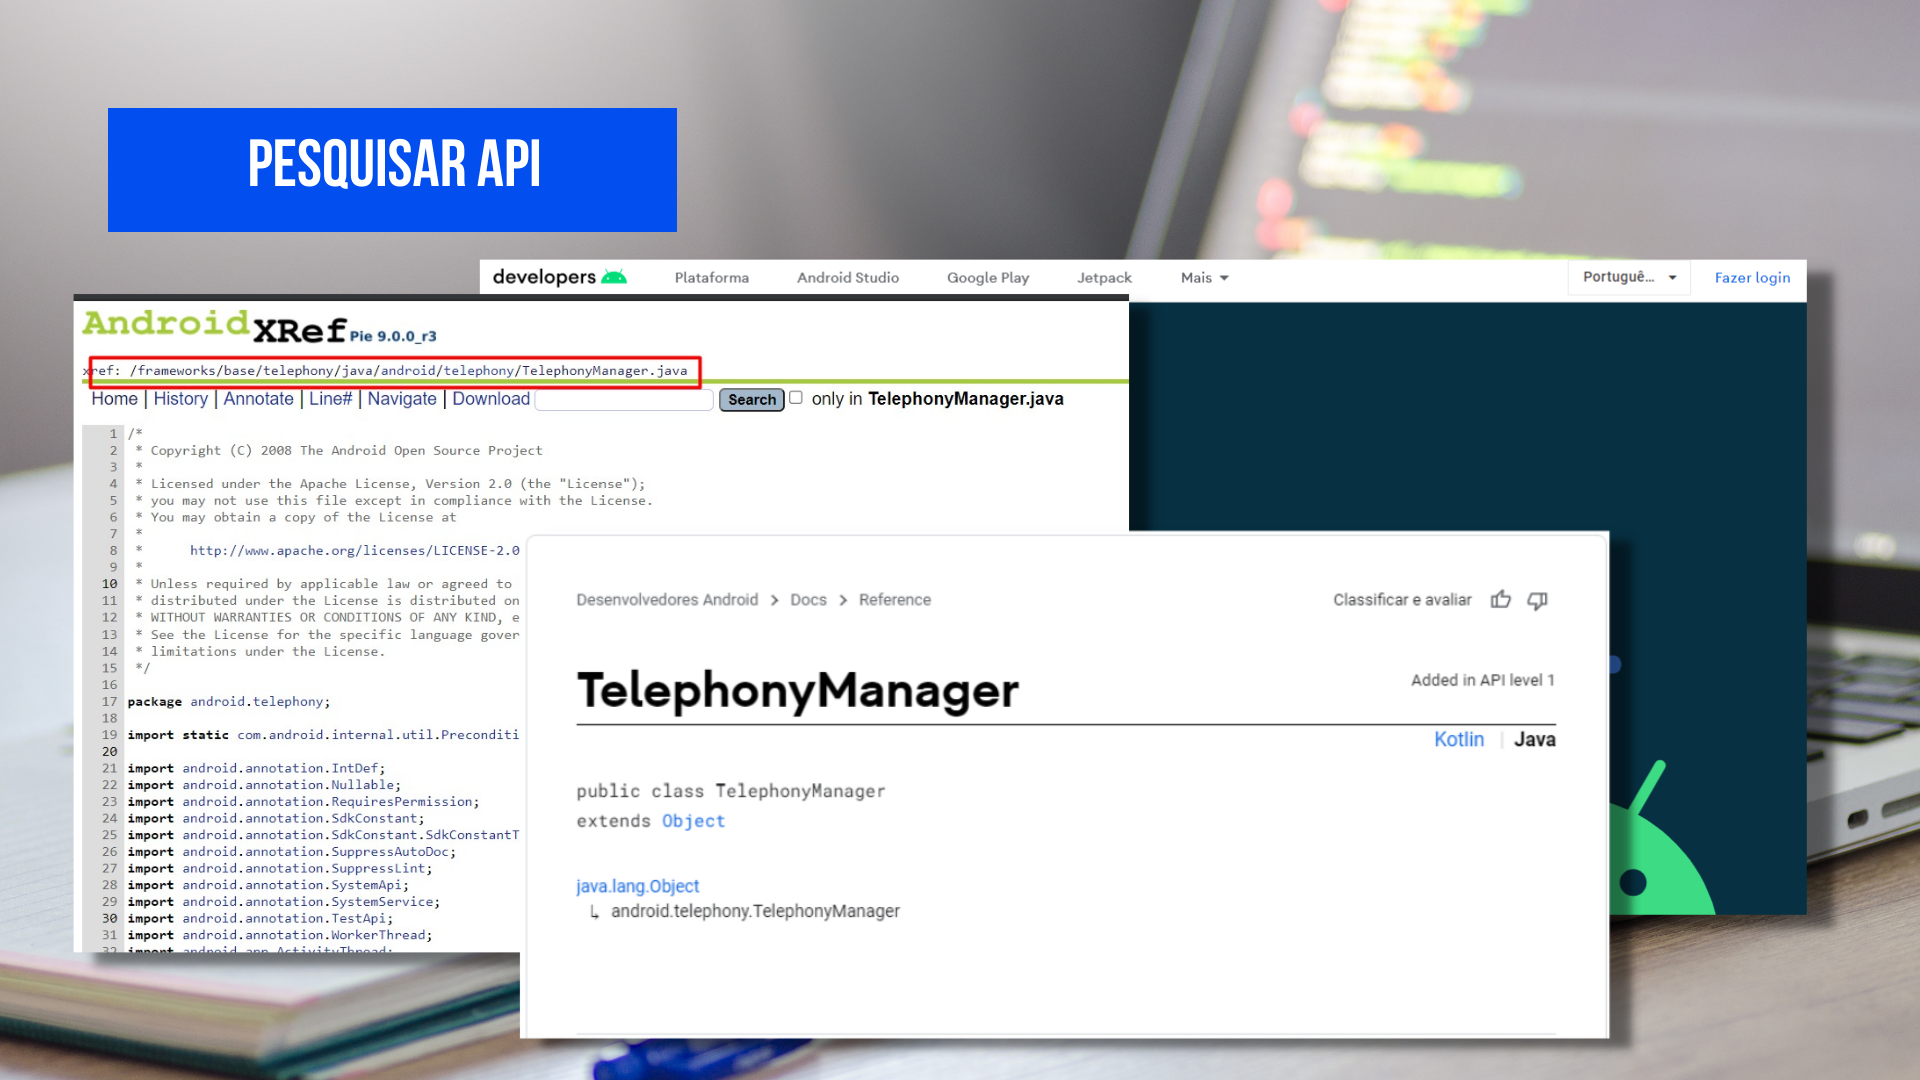 PESQUISAR API
developers
Plataforma
Android Studio
Google Play
Jetpack
Mais
Portuguê...
Fazer login
AndroidXRef Pie 9.0.0_r3
xref: /frameworks/base/telephony/java/android/telephony/TelephonyManager.java
Home | History | Annotate | Line# | Navigate | Download
Search
only in TelephonyManager.java
1 /*
2 * Copyright (C) 2008 The Android Open Source Project
3 *
4 * Licensed under the Apache License, Version 2.0 (the "License");
5 * you may not use this file except in compliance with the License.
6 * You may obtain a copy of the License at
7 *
8 * http://www.apache.org/licenses/LICENSE-2.0
9 *
10 * Unless required by applicable law or agreed to
11 * distributed under the License is distributed on
12 * WITHOUT WARRANTIES OR CONDITIONS OF ANY KIND, e
13 * See the License for the specific language gover
14 * limitations under the License.
15 */
16
17 package android.telephony;
18
19 import static com.android.internal.util.Preconditi
20
21 import android.annotation.IntDef;
22 import android.annotation.Nullable;
23 import android.annotation.RequiresPermission;
24 import android.annotation.SdkConstant;
25 import android.annotation.SdkConstant.SdkConstantT
26 import android.annotation.SuppressAutoDoc;
27 import android.annotation.SuppressLint;
28 import android.annotation.SystemApi;
29 import android.annotation.SystemService;
30 import android.annotation.TestApi;
31 import android.annotation.WorkerThread;
32 import android.app.ActivityThread;
Desenvolvedores Android > Docs > Reference
Classificar e avaliar
TelephonyManager
Added in API level 1
Kotlin | Java
public class TelephonyManager
extends Object
java.lang.Object
↳ android.telephony.TelephonyManager